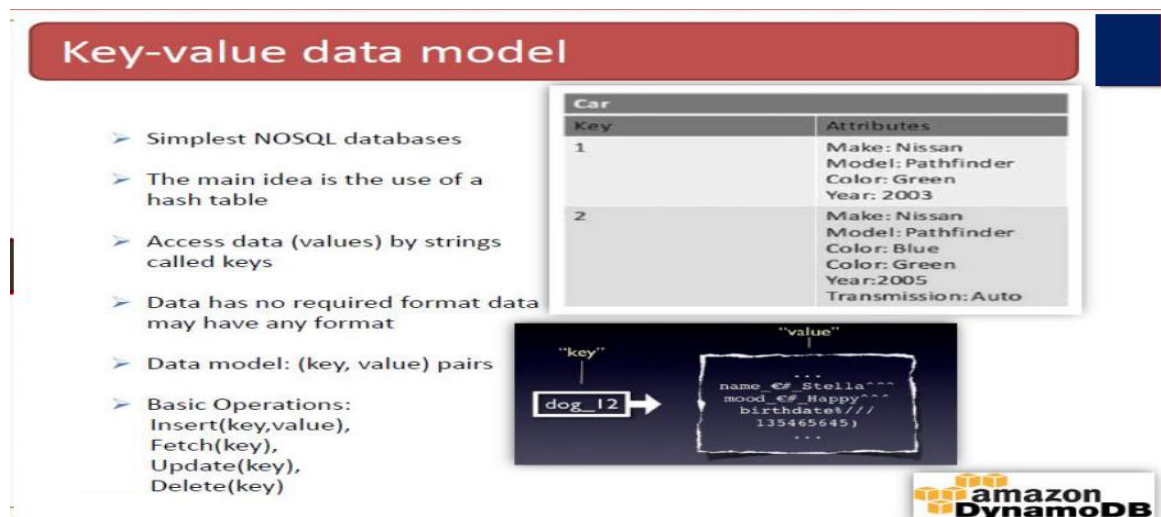 Key-value data model
Simplest NOSQL databases
The main idea is the use of a
hash table
Access data (values) by strings
called keys
Data has no required format data
may have any format
Data model: (key, value) pairs
Basic Operations:
Insert(key,value),
Fetch(key),
Update(key),
Delete(key)
Car
Key Attributes
1 Make: Nissan
Model: Pathfinder
Color: Green
Year: 2003
2 Make: Nissan
Model: Pathfinder
Color: Blue
Color: Green
Year:2005
Transmission: Auto
"key"
dog_12
"value"
...
name_€#_Stella^^^
mood_€#_Happy^^^
birthdate%///
135465645)
...
amazon
DynamoDB